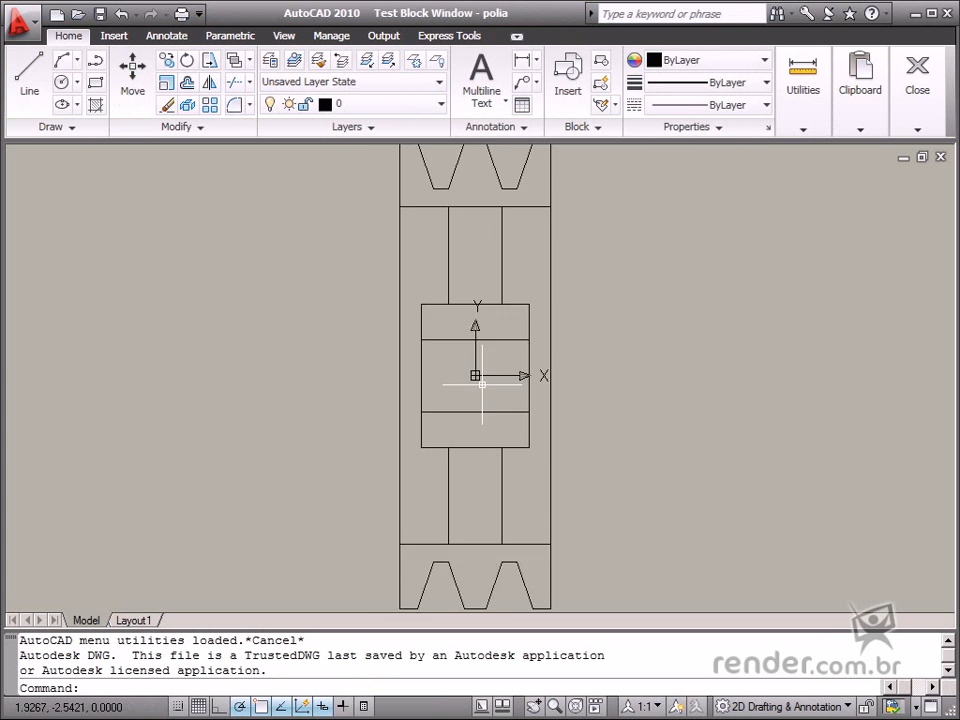 AutoCAD 2010 Test Block Window - polia
Type a keyword or phrase
Home Insert Annotate Parametric View Manage Output Express Tools
Unsaved Layer State
0
ByLayer
ByLayer
ByLayer
Line
Move
Multiline
Text
Insert
Utilities
Clipboard
Close
Draw
Modify
Layers
Annotation
Block
Properties
Y
X
Model Layout1
AutoCAD menu utilities loaded.*Cancel*
Autodesk DWG. This file is a TrustedDWG last saved by an Autodesk application
or Autodesk licensed application.
Command:
render.com.br
1.9267, -2.5421, 0.0000
1:1
2D Drafting & Annotation